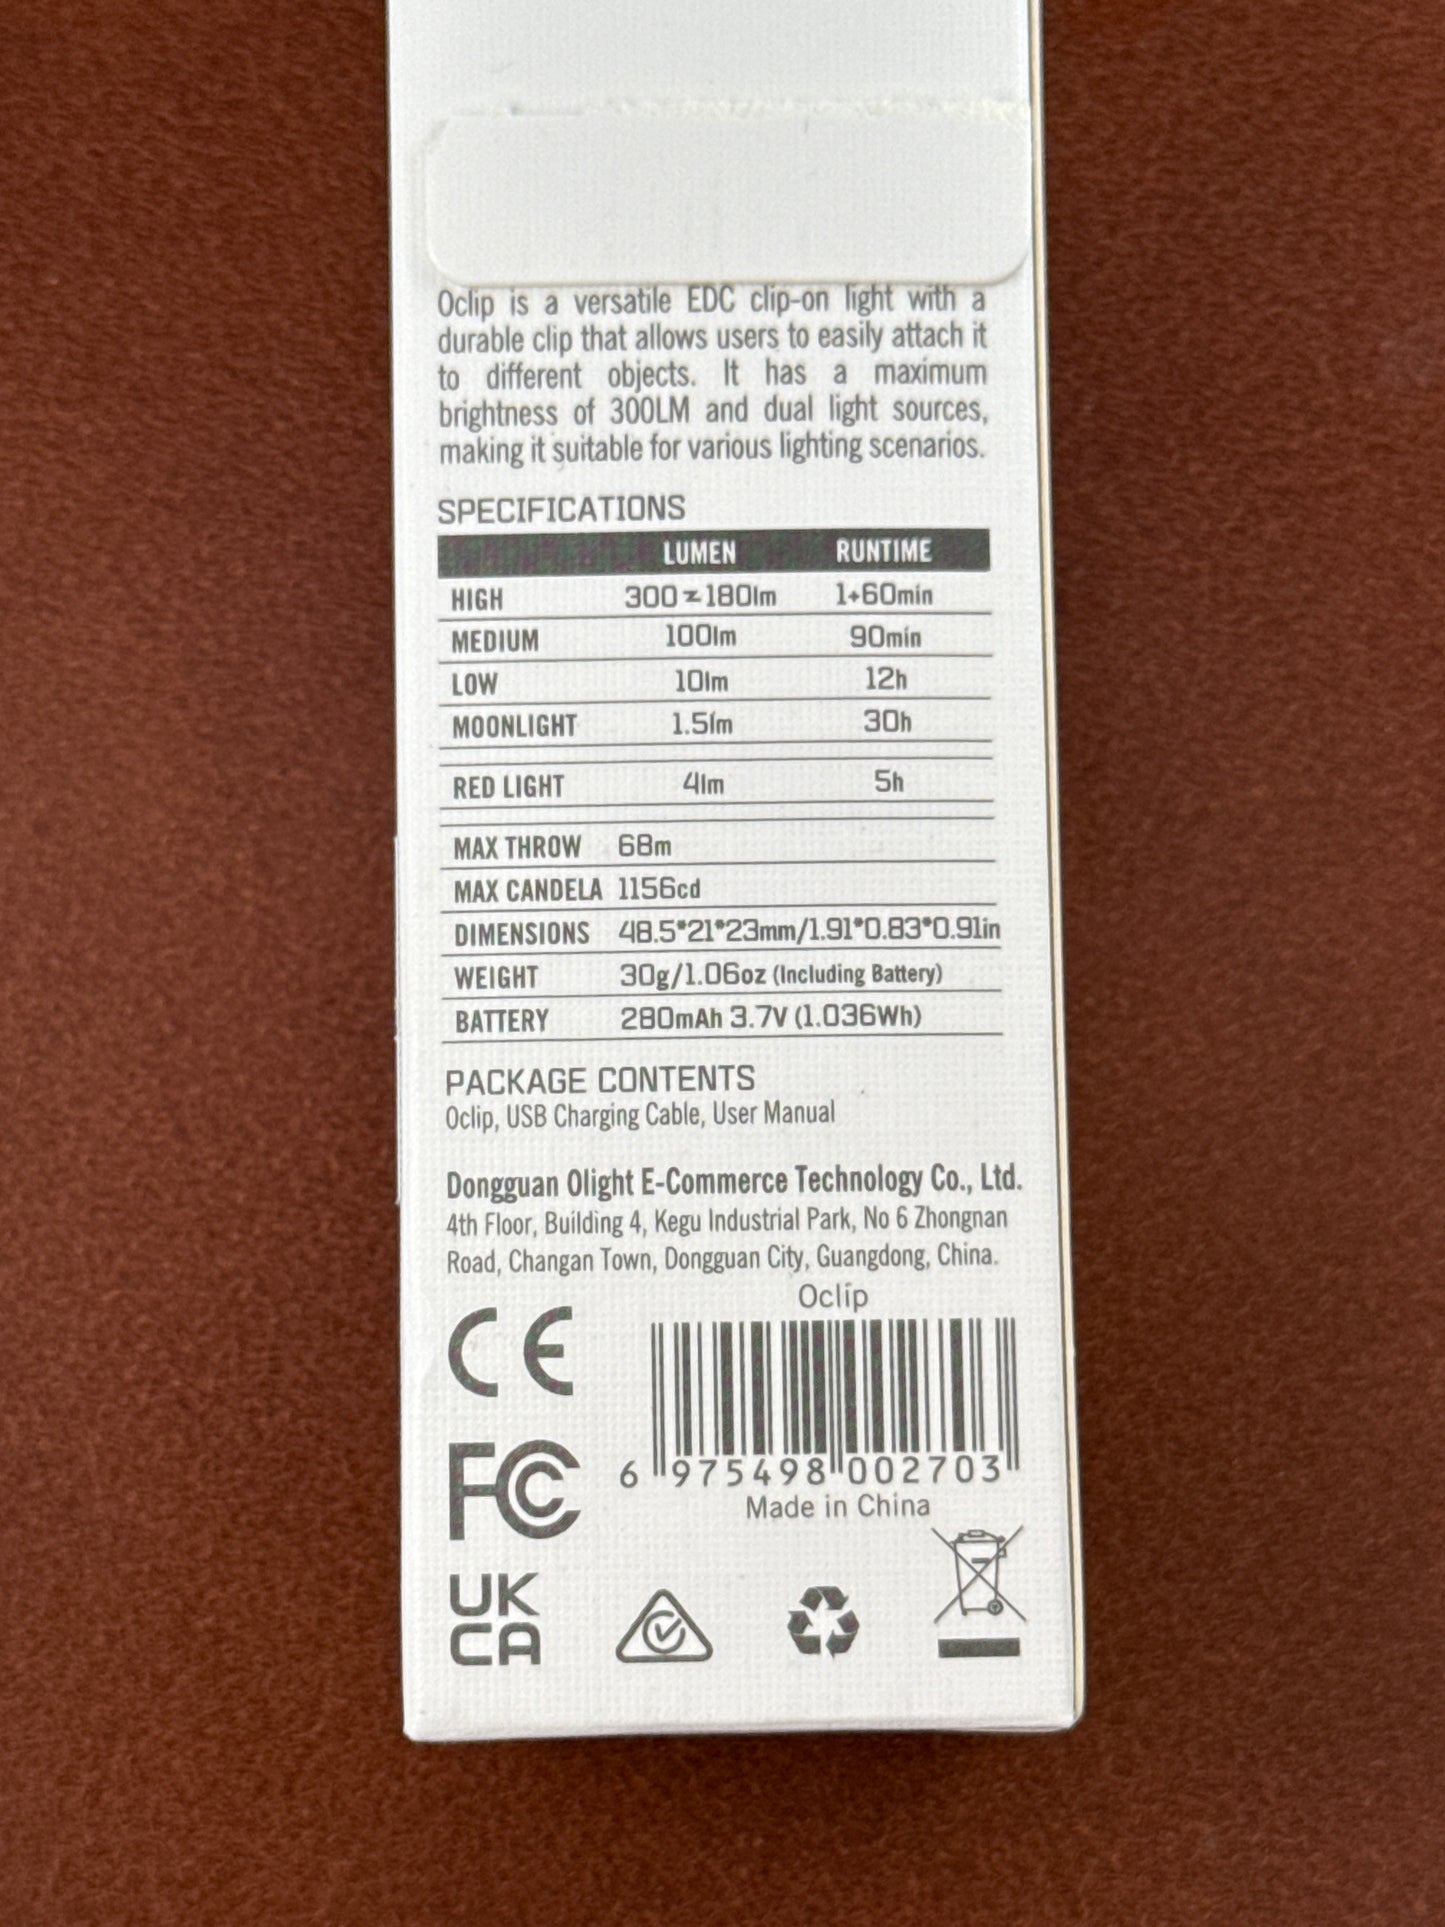 Oclip is a versatile EDC clip-on light with a
durable clip that allows users to easily attach it
to different objects. It has a maximum
brightness of 300LM and dual light sources,
making it suitable for various lighting scenarios.
SPECIFICATIONS
LUMEN RUNTIME
HIGH 300 ≂ 180lm 1+60min
MEDIUM 100lm 90min
LOW 10lm 12h
MOONLIGHT 1.5lm 30h
RED LIGHT 4lm 5h
MAX THROW 68m
MAX CANDELA 1156cd
DIMENSIONS 48.5*21*23mm/1.91*0.83*0.91in
WEIGHT 30g/1.06oz (Including Battery)
BATTERY 280mAh 3.7V (1.036Wh)
PACKAGE CONTENTS
Oclip, USB Charging Cable, User Manual
Dongguan Olight E-Commerce Technology Co., Ltd.
4th Floor, Building 4, Kegu Industrial Park, No 6 Zhongnan
Road, Changan Town, Dongguan City, Guangdong, China.
Oclip
CE
6 975498 002703
FC
Made in China
UK
CA